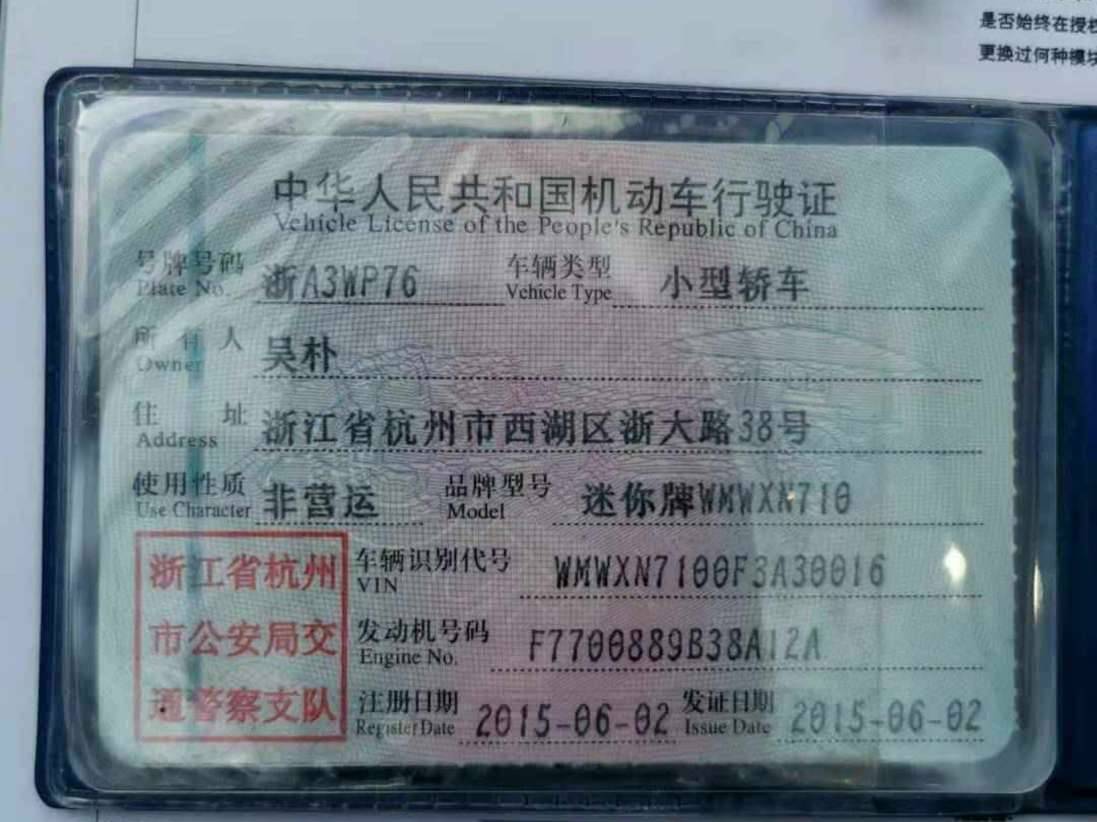 是否始终在授权
更换过何种模块
中华人民共和国机动车行驶证
Vehicle License of the People's Republic of China
号牌号码 浙A3WP76 车辆类型 小型轿车
Plate No. Vehicle Type
所有人 吴朴
Owner
住址 浙江省杭州市西湖区浙大路38号
Address
使用性质 非营运 品牌型号 迷你牌WMWXN710
Use Character Model
浙江省杭州
市公安局交
通警察支队
车辆识别代号 WMWXN7100F3A30016
VIN
发动机号码 F7700889B38A12A
Engine No.
注册日期 2015-06-02 发证日期 2015-06-02
Register Date Issue Date